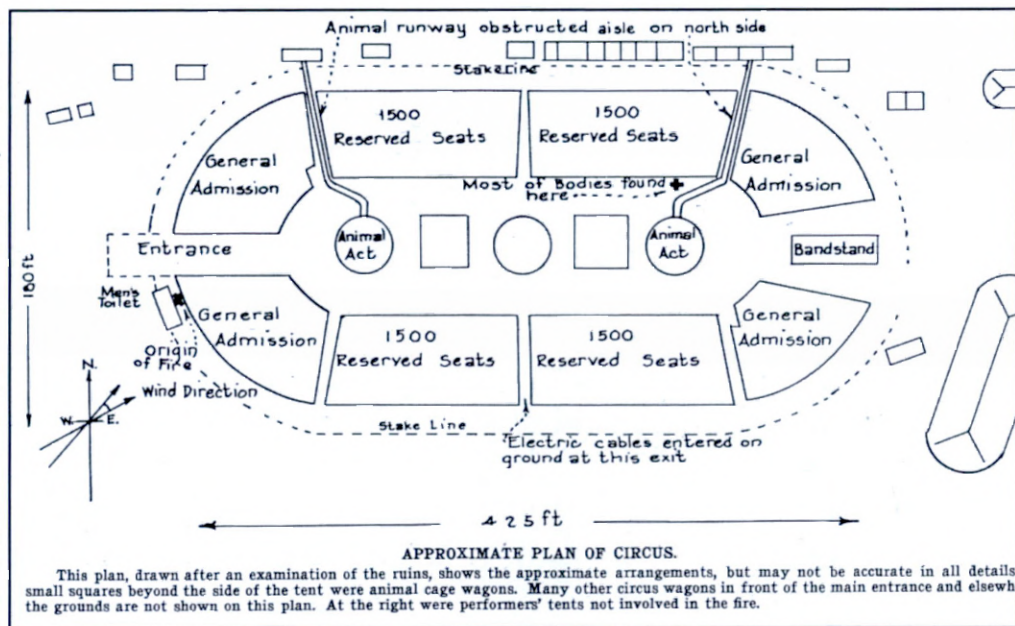 Animal runway obstructed aisle on north side
Stake Line
1500
Reserved Seats
1500
Reserved Seats
General
Admission
General
Admission
Most of Bodies found
here
Animal
Act
Animal
Act
Entrance
Bandstand
180 ft
Men's
Toilet
General
Admission
1500
Reserved Seats
1500
Reserved Seats
General
Admission
Origin
of Fire
N.
Wind Direction
W.
E.
Stake Line
Electric cables entered on
ground at this exit
425 ft
APPROXIMATE PLAN OF CIRCUS.
This plan, drawn after an examination of the ruins, shows the approximate arrangements, but may not be accurate in all details
small squares beyond the side of the tent were animal cage wagons. Many other circus wagons in front of the main entrance and elsewh
the grounds are not shown on this plan. At the right were performers' tents not involved in the fire.